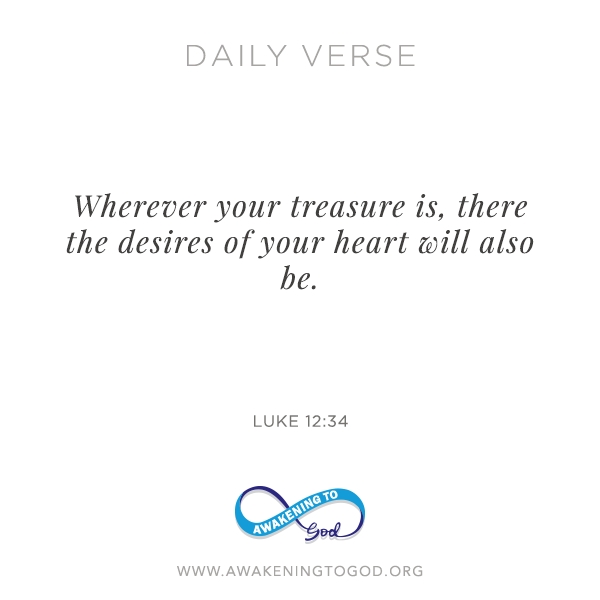 DAILY VERSE
Wherever your treasure is, there
the desires of your heart will also
be.
LUKE 12:34
AWAKENING TO
God
WWW.AWAKENINGTOGOD.ORG